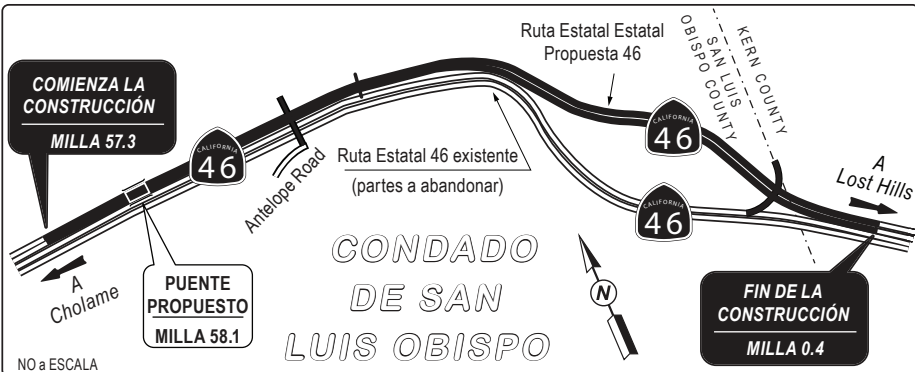 COMIENZA LA
CONSTRUCCIÓN
MILLA 57.3
CALIFORNIA
46
Antelope Road
Ruta Estatal Estatal
Propuesta 46
Ruta Estatal 46 existente
(partes a abandonar)
CALIFORNIA
46
CALIFORNIA
46
SAN LUIS
OBISPO COUNTY
KERN COUNTY
A
Lost Hills
A
Cholame
PUENTE
PROPUESTO
MILLA 58.1
CONDADO
DE SAN
LUIS OBISPO
N
FIN DE LA
CONSTRUCCIÓN
MILLA 0.4
NO a ESCALA